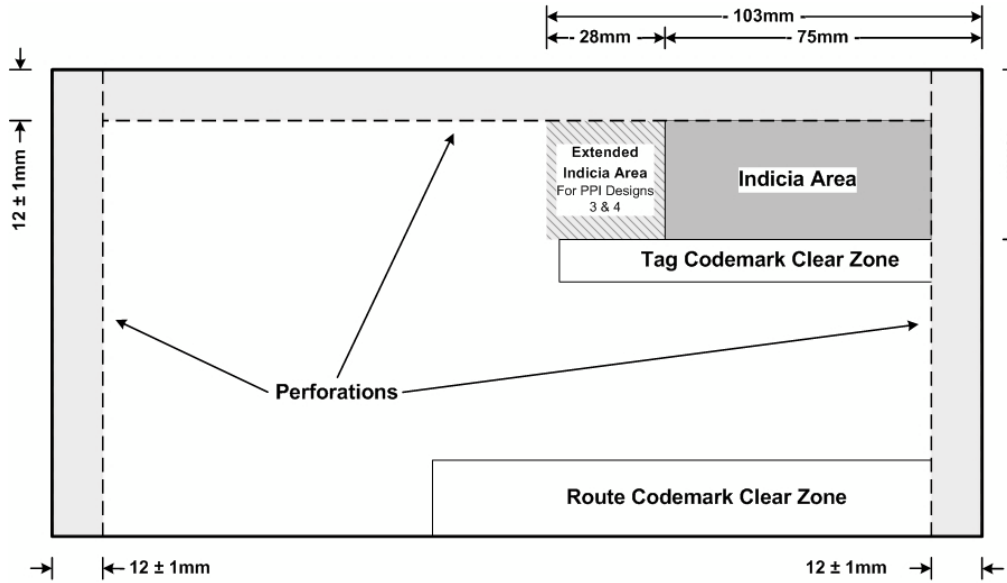 103mm
28mm
75mm
12 ± 1mm
Extended
Indicia Area
For PPI Designs
3 & 4
Indicia Area
Tag Codemark Clear Zone
Perforations
Route Codemark Clear Zone
12 ± 1mm
12 ± 1mm